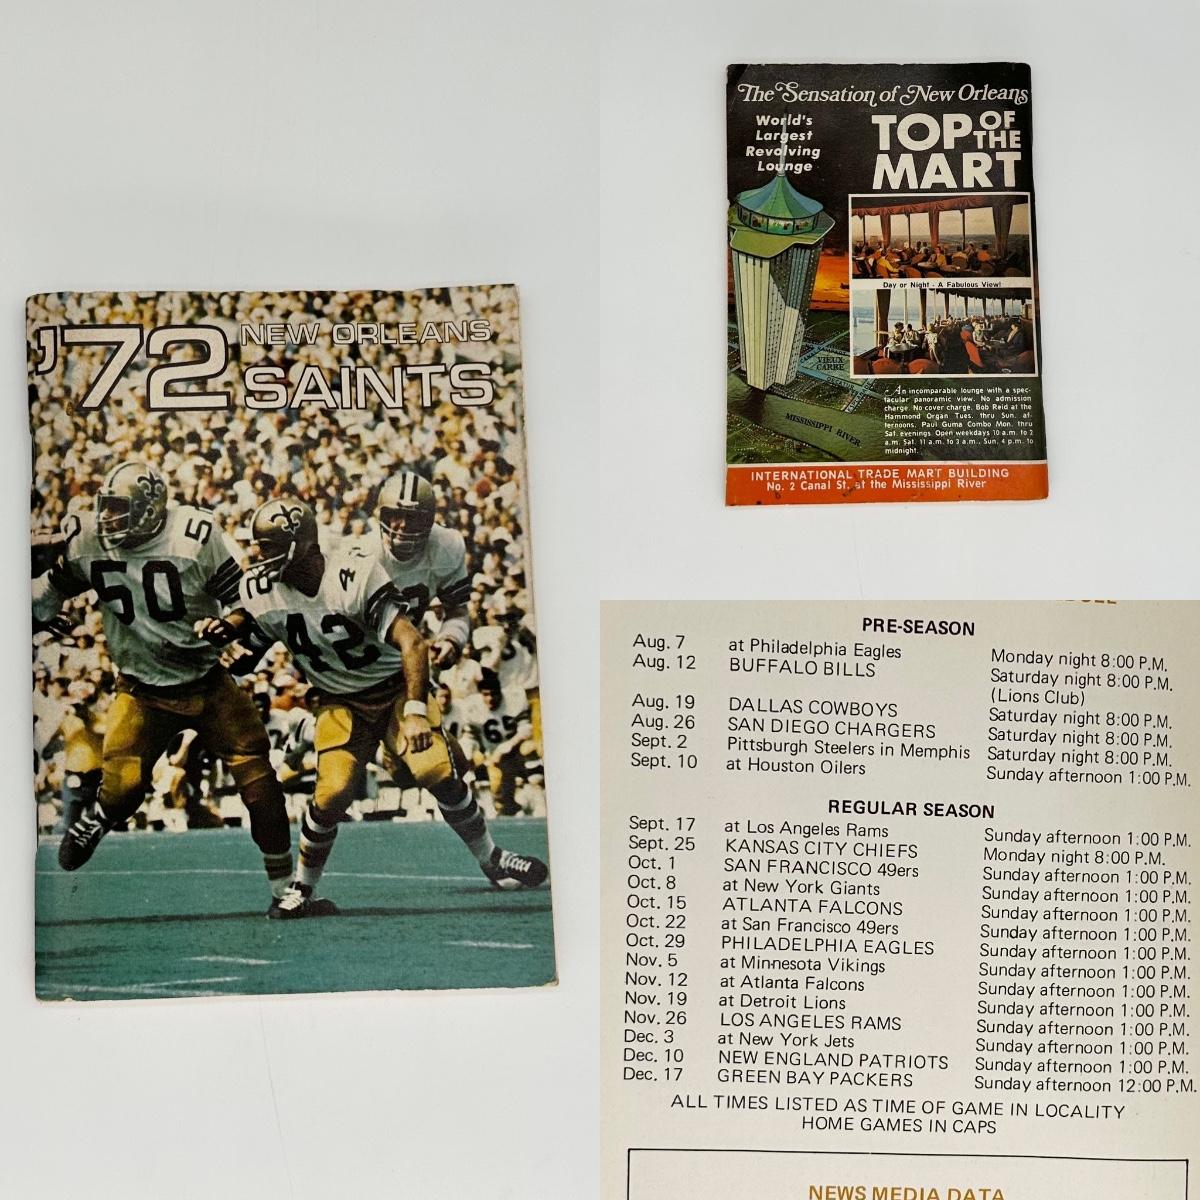 '72 NEW ORLEANS
SAINTS
50
50
42
42
42
65
The Sensation of New Orleans
World's
Largest
Revolving
Lounge
TOP OF
THE
MART
Day or Night - A Fabulous View!
VIEUX
CARRE
MISSISSIPPI RIVER
An incomparable lounge with a spec-
tacular panoramic view. No admission
charge. No cover charge. Bob Reid at the
Hammond Organ Tues. thru Sun. af-
ternoons. Paul Guma Combo Mon. thru
Sat. evenings. Open weekdays 10 a.m. to 2
a.m. Sat. 11 a.m. to 3 a.m., Sun. 4 p.m. to
midnight.
INTERNATIONAL TRADE MART BUILDING
No. 2 Canal St. at the Mississippi River
PRE-SEASON
Aug. 7 at Philadelphia Eagles Monday night 8:00 P.M.
Aug. 12 BUFFALO BILLS Saturday night 8:00 P.M.
(Lions Club)
Aug. 19 DALLAS COWBOYS Saturday night 8:00 P.M.
Aug. 26 SAN DIEGO CHARGERS Saturday night 8:00 P.M.
Sept. 2 Pittsburgh Steelers in Memphis Saturday night 8:00 P.M.
Sept. 10 at Houston Oilers Sunday afternoon 1:00 P.M.
REGULAR SEASON
Sept. 17 at Los Angeles Rams Sunday afternoon 1:00 P.M.
Sept. 25 KANSAS CITY CHIEFS Monday night 8:00 P.M.
Oct. 1 SAN FRANCISCO 49ers Sunday afternoon 1:00 P.M.
Oct. 8 at New York Giants Sunday afternoon 1:00 P.M.
Oct. 15 ATLANTA FALCONS Sunday afternoon 1:00 P.M.
Oct. 22 at San Francisco 49ers Sunday afternoon 1:00 P.M.
Oct. 29 PHILADELPHIA EAGLES Sunday afternoon 1:00 P.M.
Nov. 5 at Minnesota Vikings Sunday afternoon 1:00 P.M.
Nov. 12 at Atlanta Falcons Sunday afternoon 1:00 P.M.
Nov. 19 at Detroit Lions Sunday afternoon 1:00 P.M.
Nov. 26 LOS ANGELES RAMS Sunday afternoon 1:00 P.M.
Dec. 3 at New York Jets Sunday afternoon 1:00 P.M.
Dec. 10 NEW ENGLAND PATRIOTS Sunday afternoon 1:00 P.M.
Dec. 17 GREEN BAY PACKERS Sunday afternoon 12:00 P.M.
ALL TIMES LISTED AS TIME OF GAME IN LOCALITY
HOME GAMES IN CAPS
NEWS MEDIA DATA